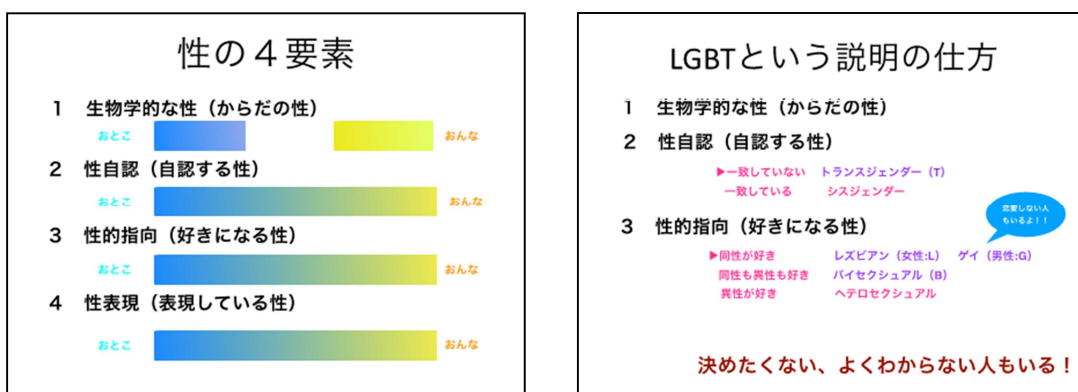 性の４要素
1 生物学的な性（からだの性）
おとこ おんな
2 性自認（自認する性）
おとこ おんな
3 性的指向（好きになる性）
おとこ おんな
4 性表現（表現している性）
おとこ おんな
LGBTという説明の仕方
1 生物学的な性（からだの性）
2 性自認（自認する性）
▶一致していない トランスジェンダー（T）
一致している シスジェンダー
恋愛しない人
もいるよ！！
3 性的指向（好きになる性）
▶同性が好き レズビアン（女性:L） ゲイ（男性:G）
同性も異性も好き バイセクシュアル（B）
異性が好き ヘテロセクシュアル
決めたくない、よくわからない人もいる！